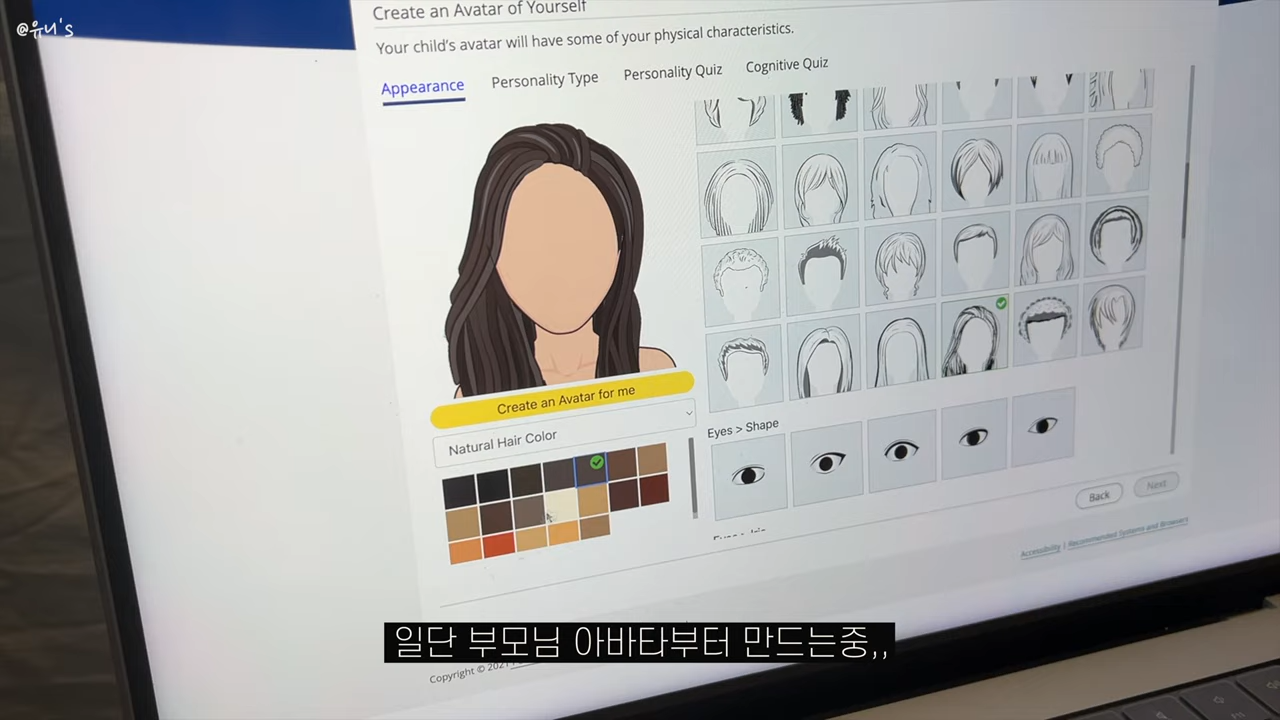 @유니's
Create an Avatar of Yourself
Your child's avatar will have some of your physical characteristics.
Appearance Personality Type Personality Quiz Cognitive Quiz
Create an Avatar for me
Natural Hair Color
Eyes > Shape
Back Next
Accessibility | Recommended Systems and Browsers
일단 부모님 아바타부터 만드는중,,
Copyright ©